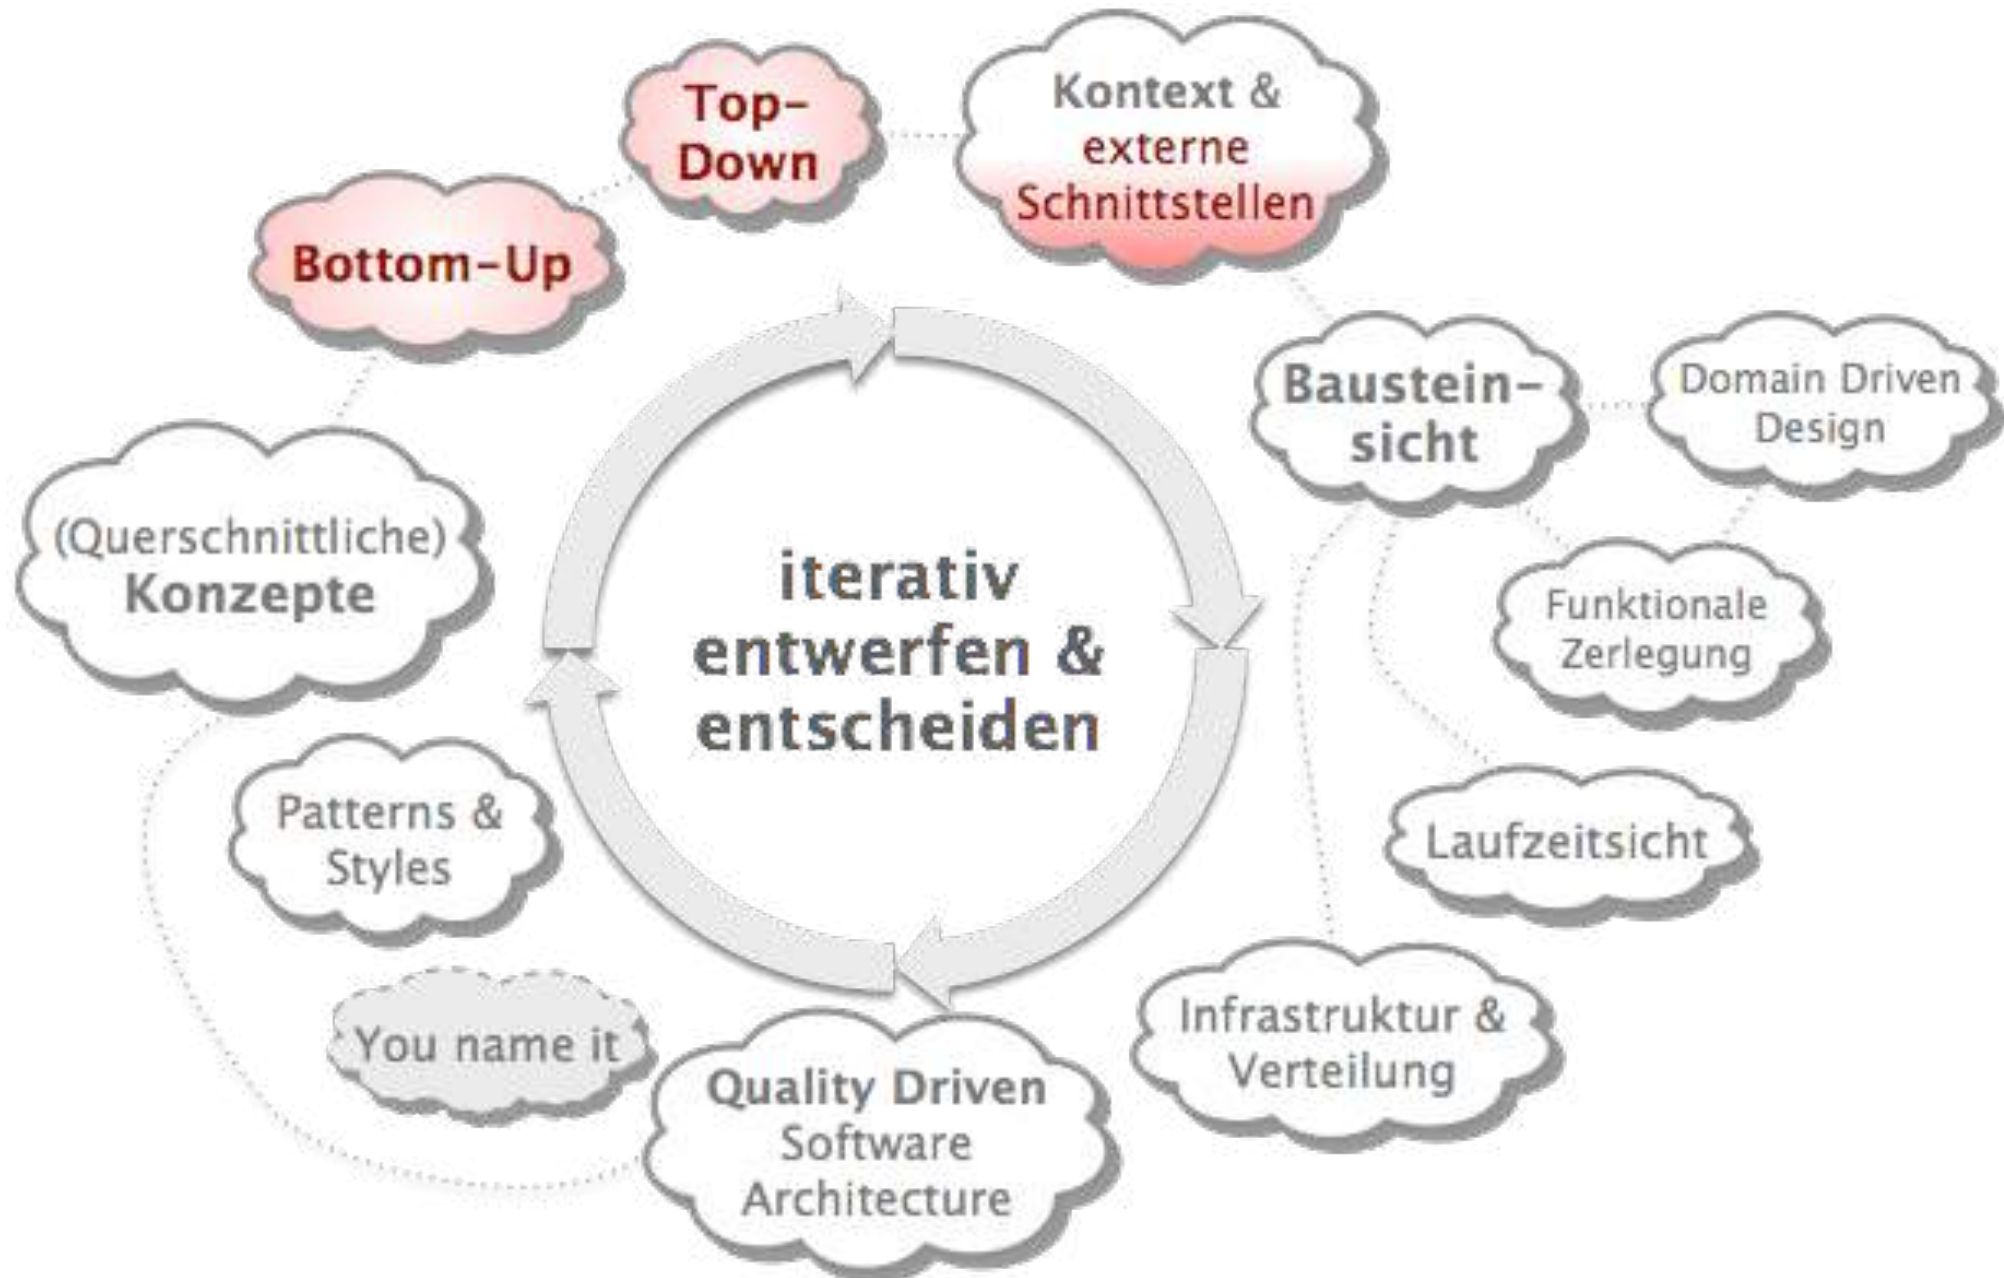 Top-
Down
Kontext &
externe
Schnittstellen
Bottom-Up
Baustein-
sicht
Domain Driven
Design
(Querschnittliche)
Konzepte
iterativ
entwerfen &
entscheiden
Funktionale
Zerlegung
Patterns &
Styles
Laufzeitsicht
You name it
Quality Driven
Software
Architecture
Infrastruktur &
Verteilung